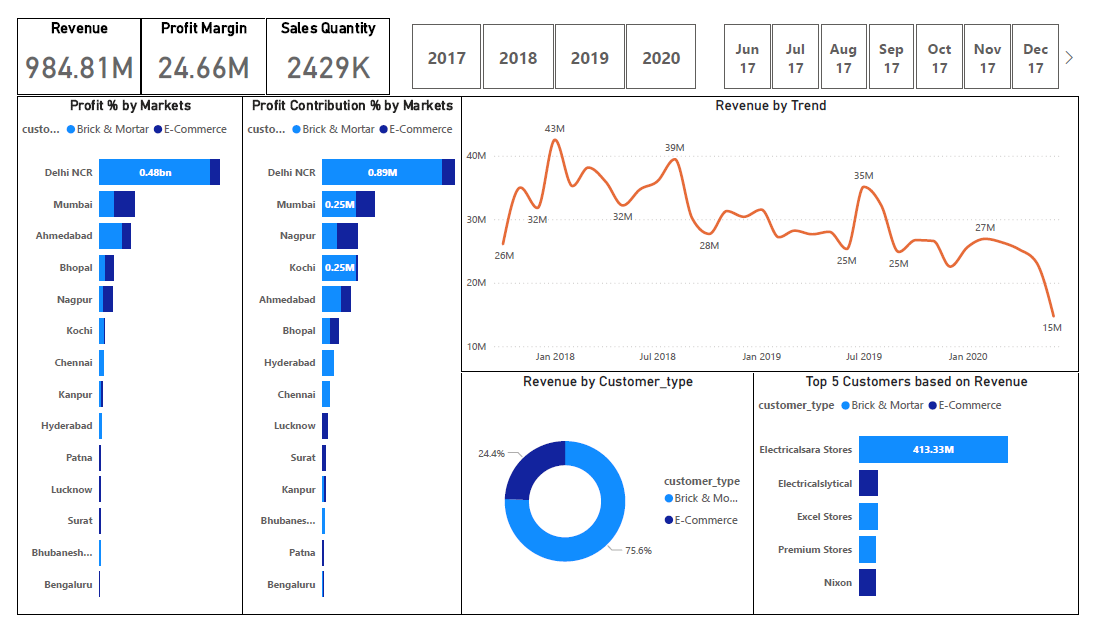 Revenue
984.81M
Profit Margin
24.66M
Sales Quantity
2429K
2017
2018
2019
2020
Jun 17
Jul 17
Aug 17
Sep 17
Oct 17
Nov 17
Dec 17
Profit % by Markets
custo... Brick & Mortar E-Commerce
Delhi NCR
0.48bn
Mumbai
Ahmedabad
Bhopal
Nagpur
Kochi
Chennai
Kanpur
Hyderabad
Patna
Lucknow
Surat
Bhubanesh...
Bengaluru
Profit Contribution % by Markets
custo... Brick & Mortar E-Commerce
Delhi NCR
0.89M
Mumbai
0.25M
Nagpur
Kochi
0.25M
Ahmedabad
Bhopal
Hyderabad
Chennai
Lucknow
Surat
Kanpur
Bhubanes...
Patna
Bengaluru
Revenue by Trend
40M
30M
20M
10M
26M
32M
43M
32M
39M
28M
25M
35M
25M
27M
15M
Jan 2018
Jul 2018
Jan 2019
Jul 2019
Jan 2020
Revenue by Customer_type
24.4%
75.6%
customer_type
Brick & Mo...
E-Commerce
Top 5 Customers based on Revenue
customer_type Brick & Mortar E-Commerce
Electricalsara Stores
413.33M
Electricalslytical
Excel Stores
Premium Stores
Nixon